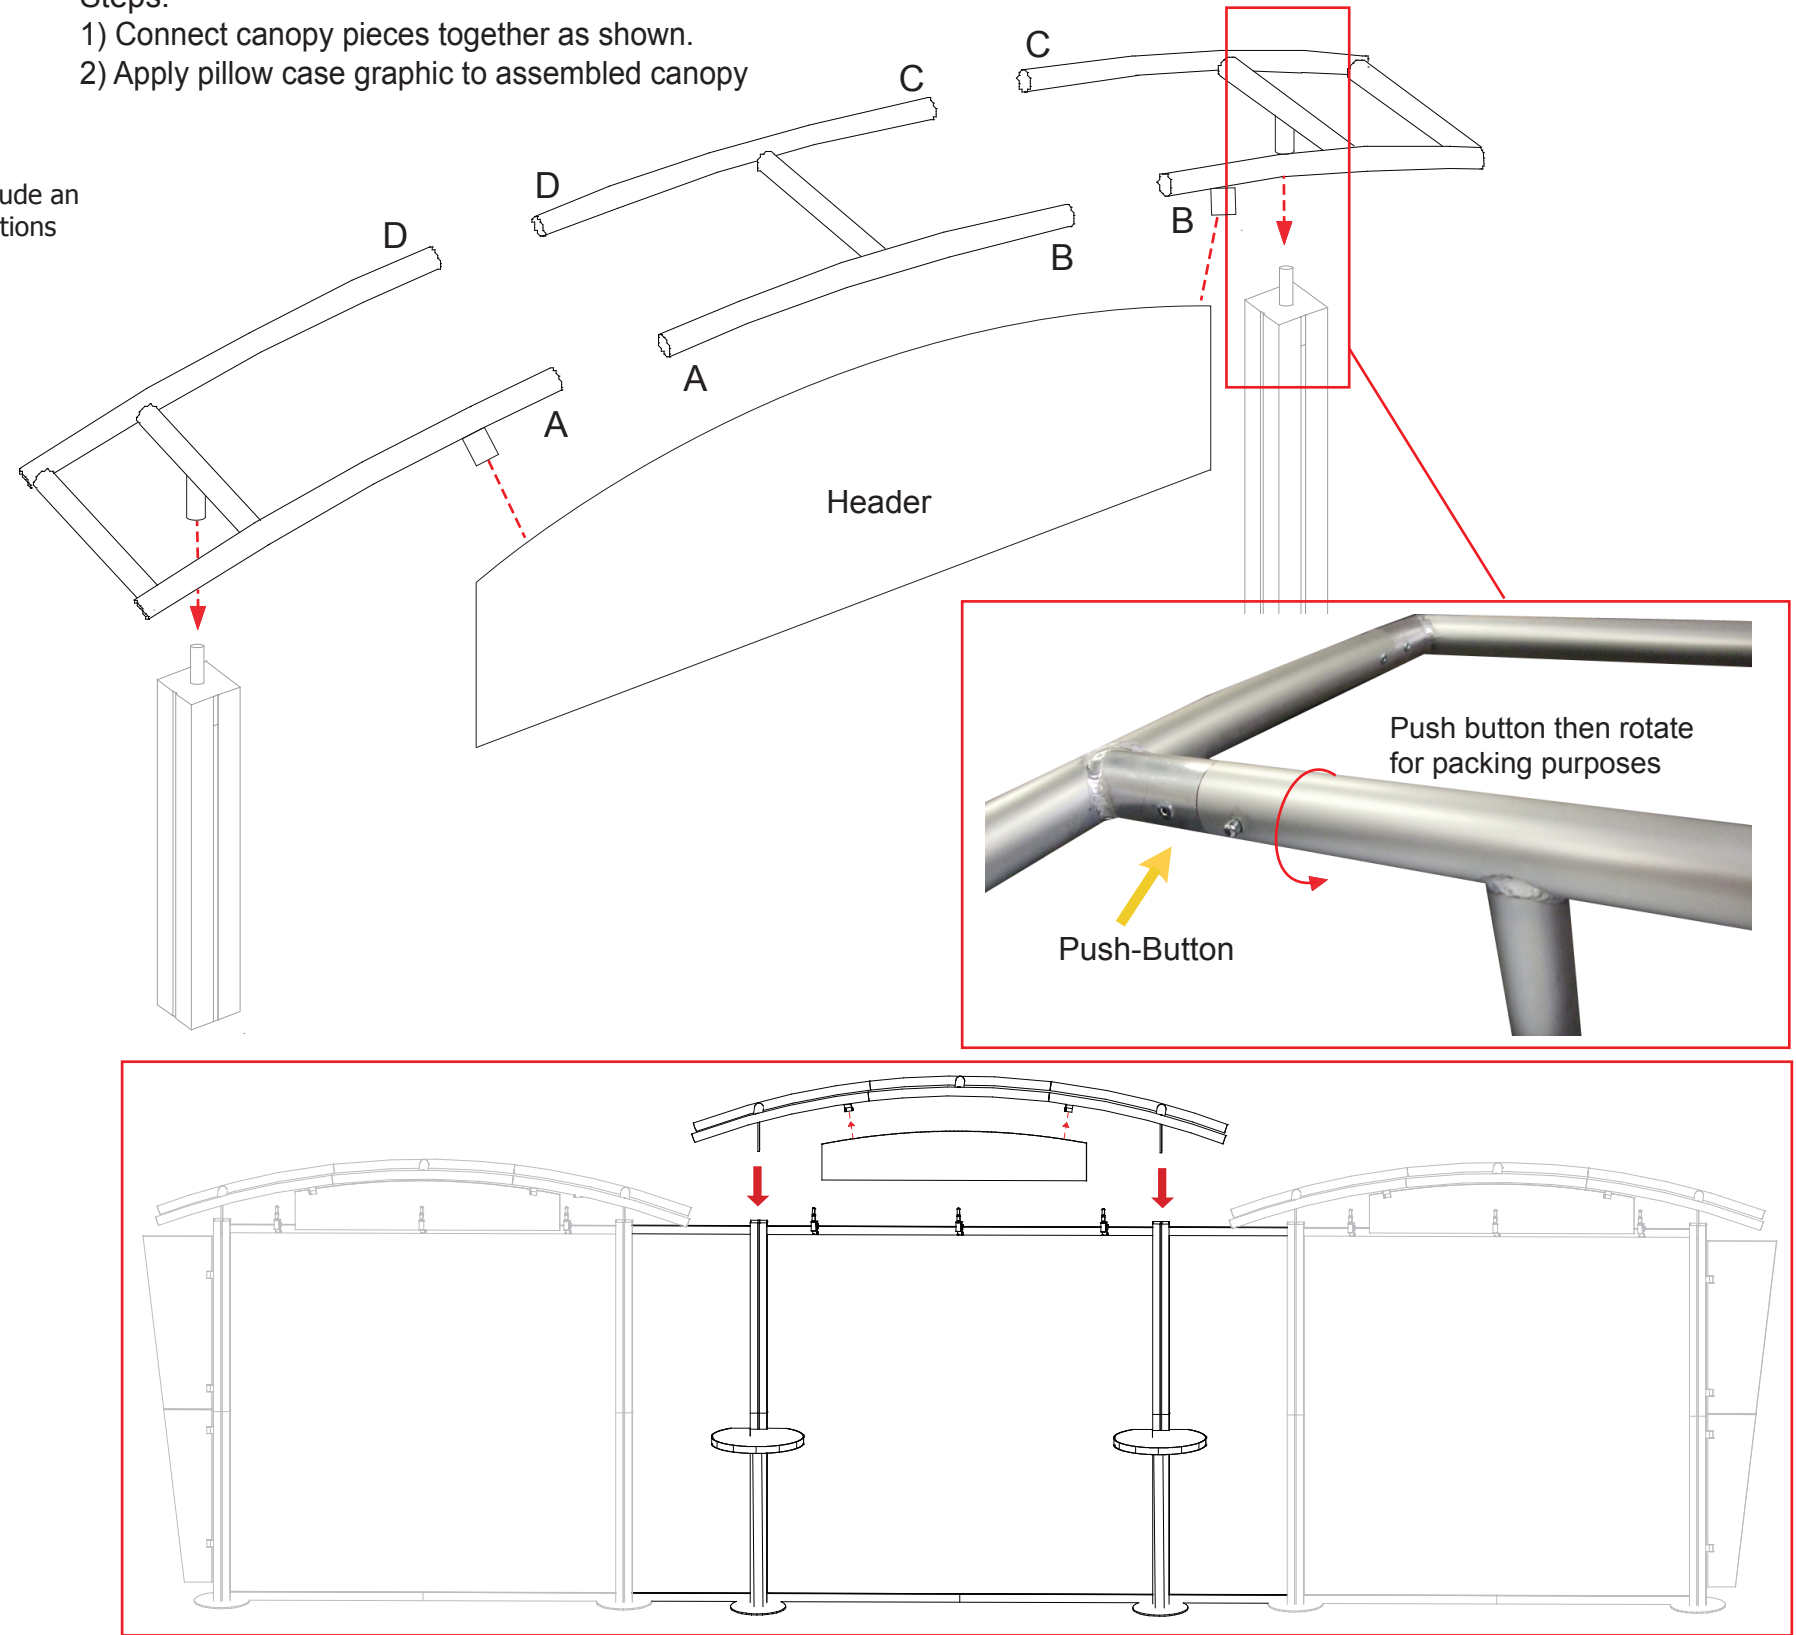 Steps:
1) Connect canopy pieces together as shown.
2) Apply pillow case graphic to assembled canopy
ude an
tions
C
C
D
D
B
B
A
A
Header
Push button then rotate
for packing purposes
Push-Button